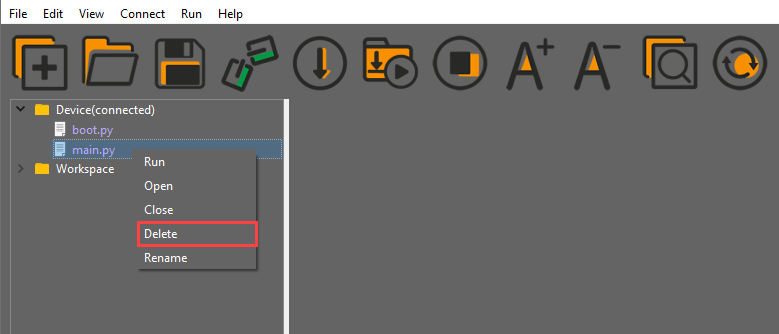 File Edit View Connect Run Help
A+ A-
Device(connected)
boot.py
main.py
Workspace
Run
Open
Close
Delete
Rename